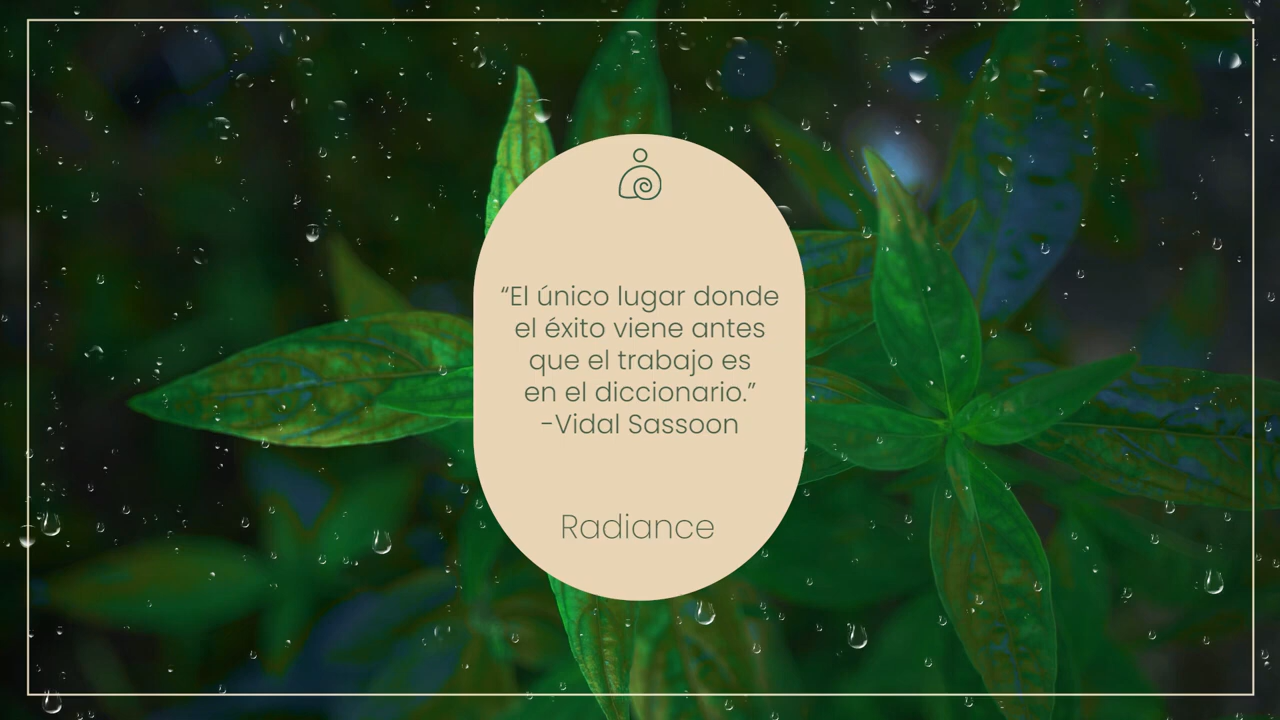 “El único lugar donde
el éxito viene antes
que el trabajo es
en el diccionario.”
-Vidal Sassoon
Radiance